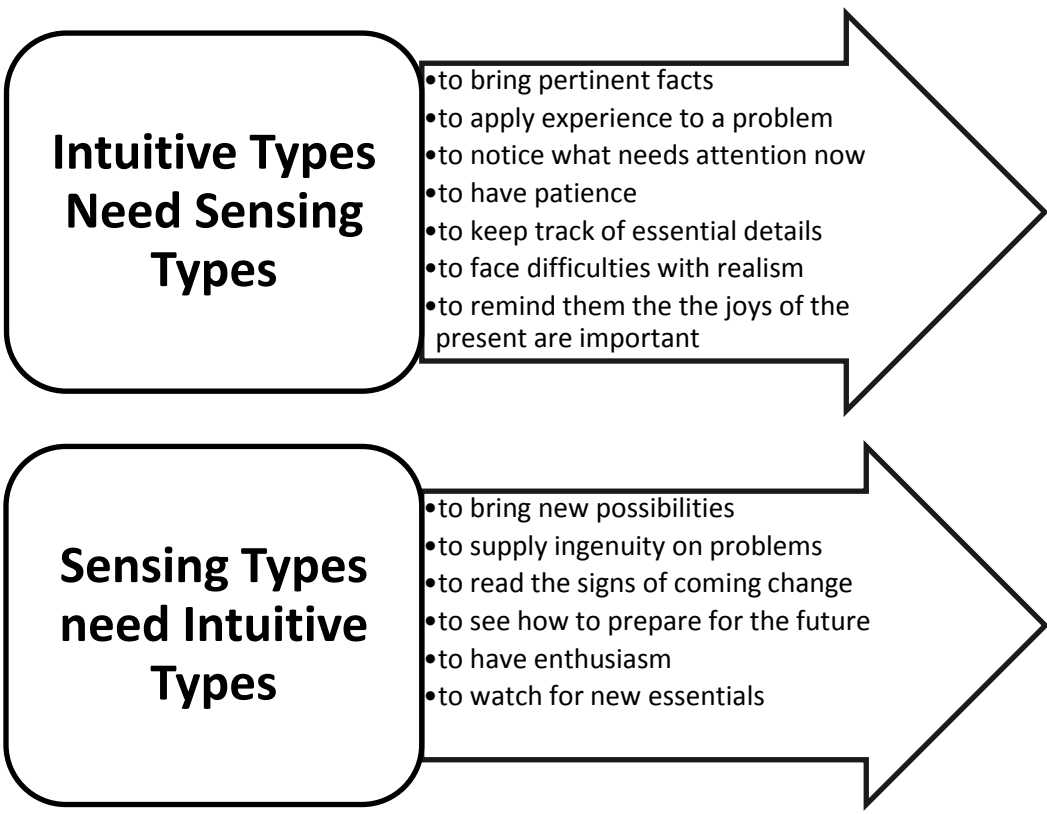 Intuitive Types
Need Sensing
Types
•to bring pertinent facts
•to apply experience to a problem
•to notice what needs attention now
•to have patience
•to keep track of essential details
•to face difficulties with realism
•to remind them the the joys of the
present are important
Sensing Types
need Intuitive
Types
•to bring new possibilities
•to supply ingenuity on problems
•to read the signs of coming change
•to see how to prepare for the future
•to have enthusiasm
•to watch for new essentials